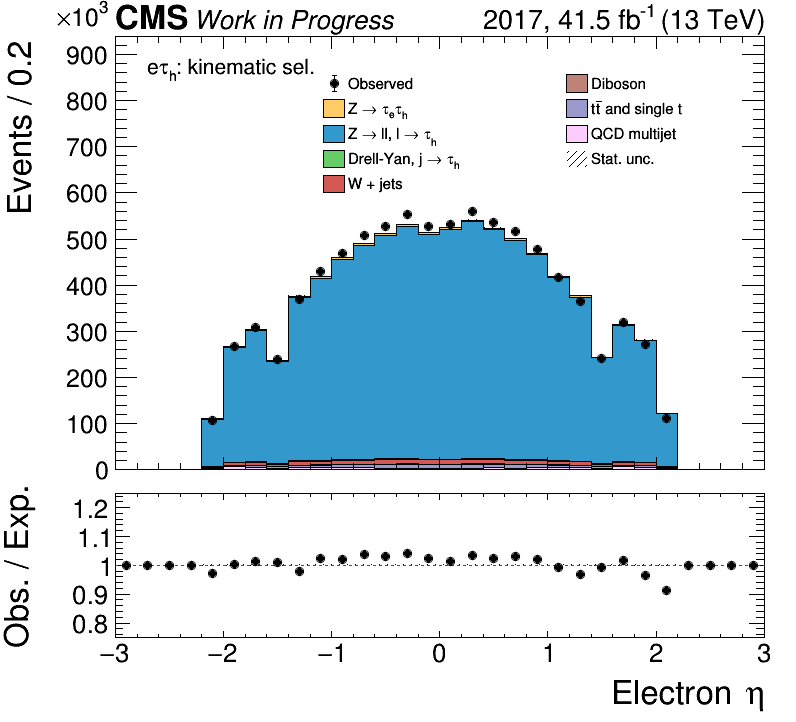 ×10³ CMS Work in Progress 2017, 41.5 fb⁻¹ (13 TeV)
Events / 0.2
900
800
700
600
500
400
300
200
100
0
eτₕ: kinematic sel.
Observed
Z → τₑτₕ
Z → ll, l → τₕ
Drell-Yan, j → τₕ
W + jets
Diboson
tt̄ and single t
QCD multijet
Stat. unc.
Obs. / Exp.
1.2
1.1
1
0.9
0.8
−3 −2 −1 0 1 2 3
Electron η